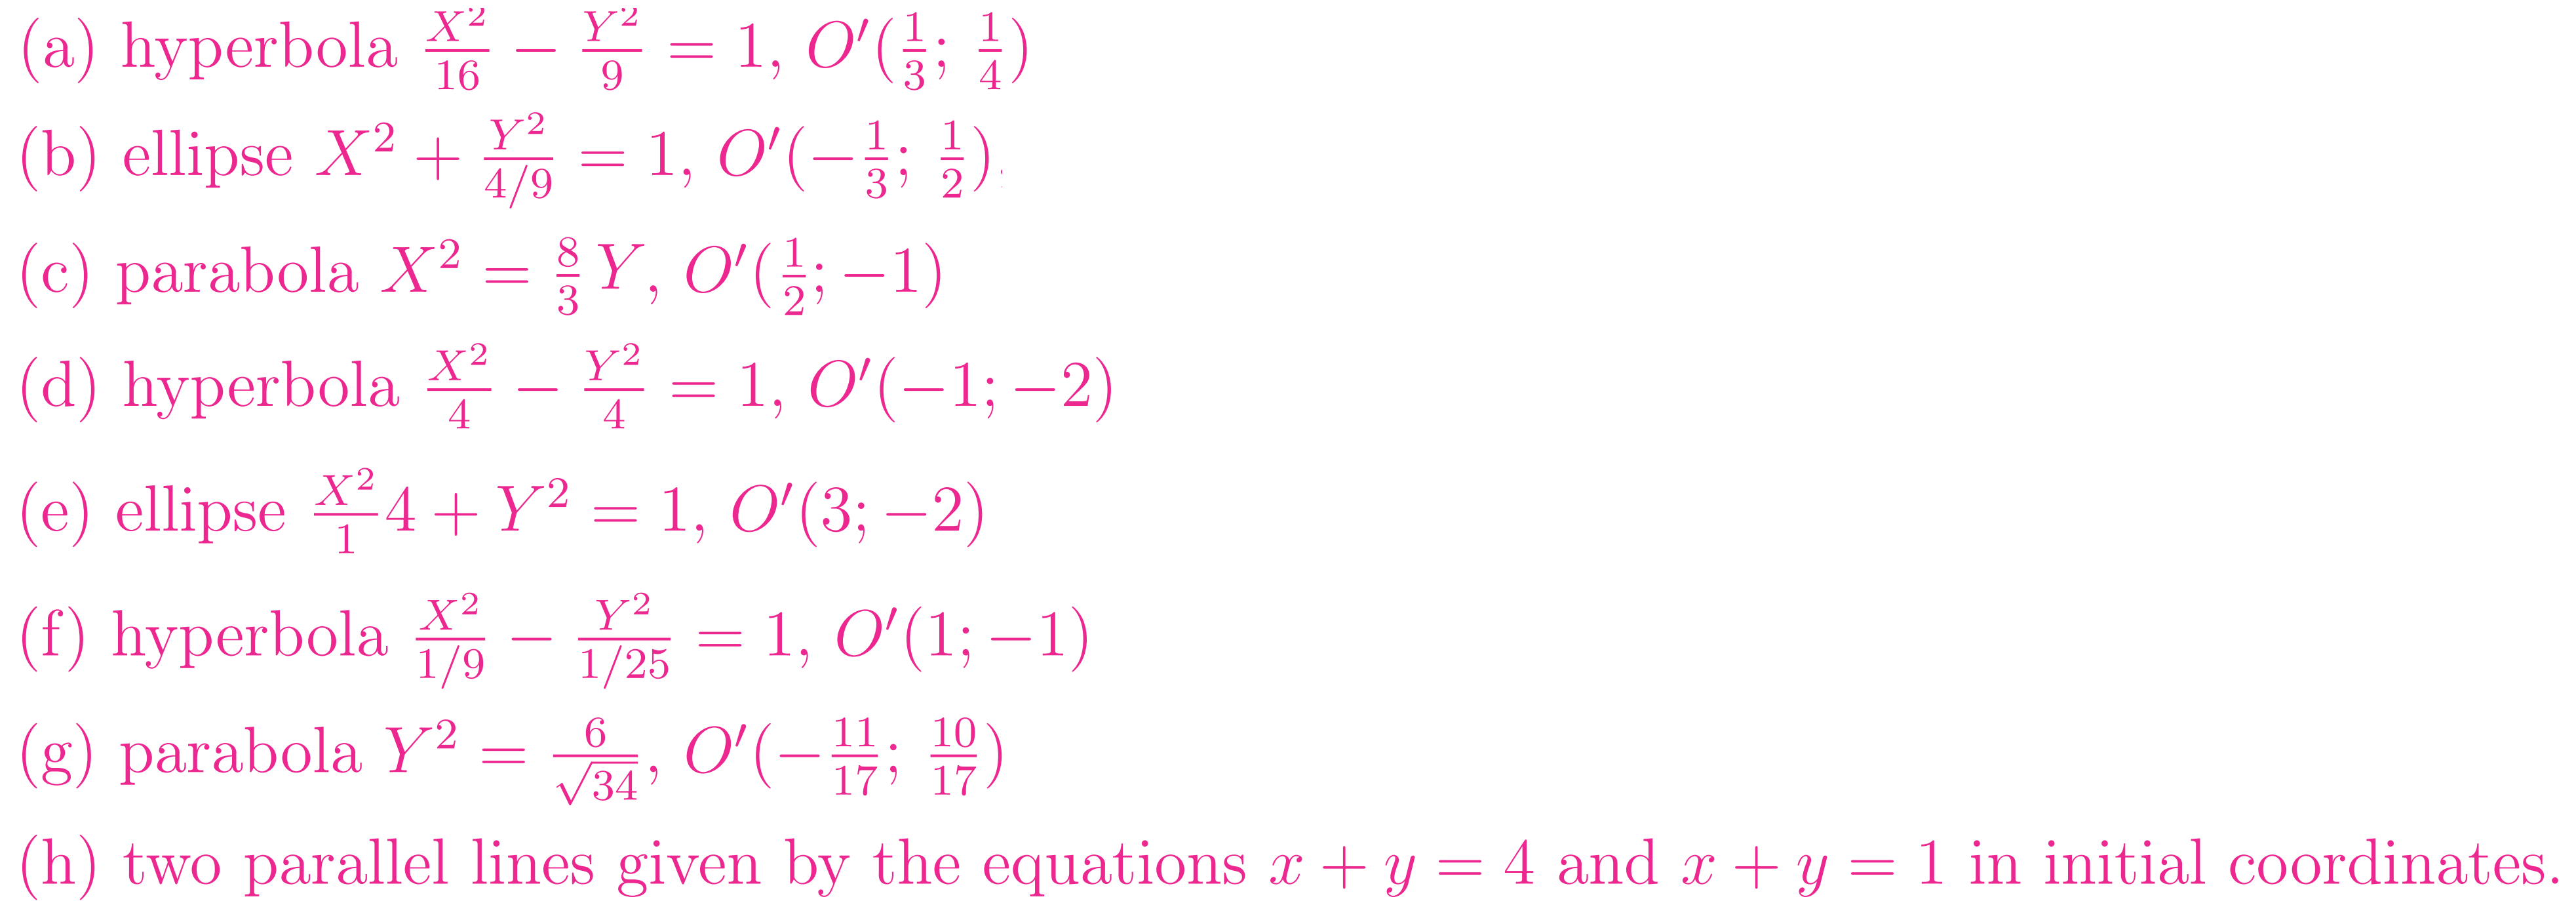 (a) hyperbola $\frac{X^2}{16} - \frac{Y^2}{9} = 1$, $O'(\frac{1}{3}; \frac{1}{4})$
(b) ellipse $X^2 + \frac{Y^2}{4/9} = 1$, $O'(-\frac{1}{3}; \frac{1}{2})$
(c) parabola $X^2 = \frac{8}{3} Y$, $O'(\frac{1}{2}; -1)$
(d) hyperbola $\frac{X^2}{4} - \frac{Y^2}{4} = 1$, $O'(-1; -2)$
(e) ellipse $\frac{X^2}{1} 4 + Y^2 = 1$, $O'(3; -2)$
(f) hyperbola $\frac{X^2}{1/9} - \frac{Y^2}{1/25} = 1$, $O'(1; -1)$
(g) parabola $Y^2 = \frac{6}{\sqrt{34}}$, $O'(-\frac{11}{17}; \frac{10}{17})$
(h) two parallel lines given by the equations $x + y = 4$ and $x + y = 1$ in initial coordinates.